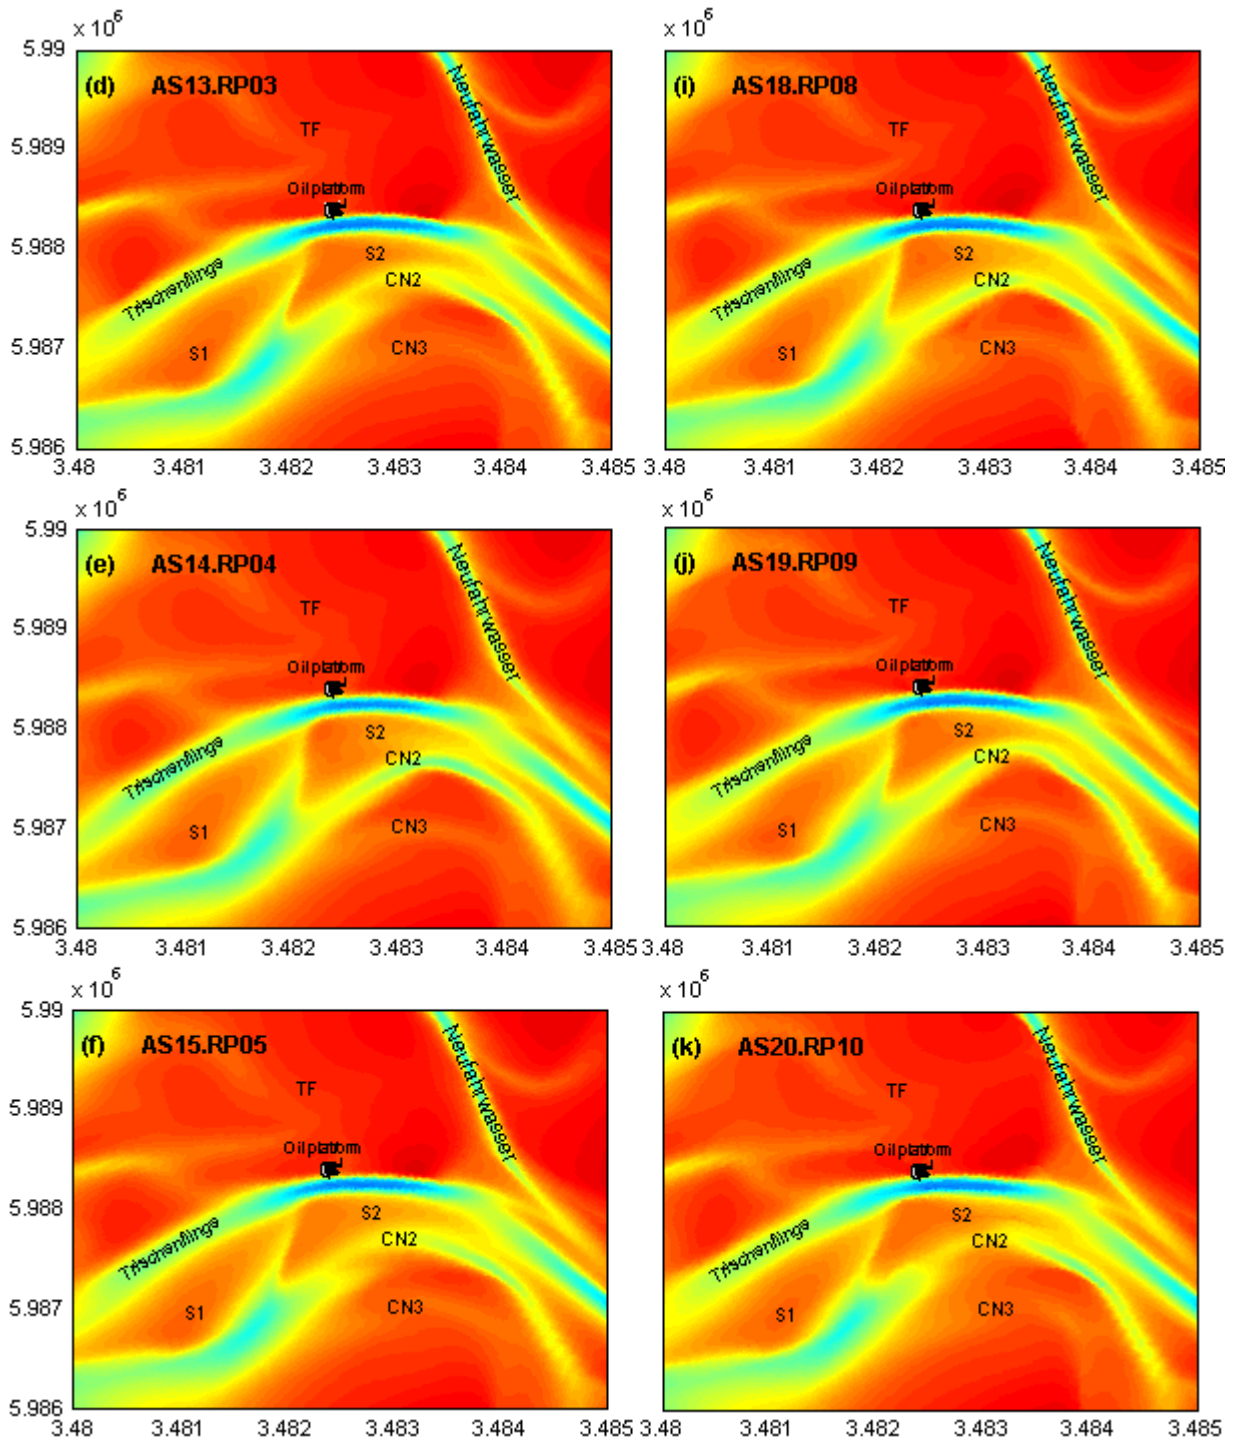 x 10^6 x 10^6
5.99
(d) AS13.RP03 (i) AS18.RP08
Neufahrwasser Neufahrwasser
5.989
TF TF
Oilplatform Oilplatform
5.988
S2 S2
CN2 CN2
Trischenflinge Trischenflinge
5.987
S1 CN3 S1 CN3
5.986
3.48 3.481 3.482 3.483 3.484 3.485 3.48 3.481 3.482 3.483 3.484 3.485
x 10^6 x 10^6
5.99
(e) AS14.RP04 (j) AS19.RP09
Neufahrwasser Neufahrwasser
5.989
TF TF
Oilplatform Oilplatform
5.988
S2 S2
CN2 CN2
Trischenflinge Trischenflinge
5.987
S1 CN3 S1 CN3
5.986
3.48 3.481 3.482 3.483 3.484 3.485 3.48 3.481 3.482 3.483 3.484 3.485
x 10^6 x 10^6
5.99
(f) AS15.RP05 (k) AS20.RP10
Neufahrwasser Neufahrwasser
5.989
TF TF
Oilplatform Oilplatform
5.988
S2 S2
CN2 CN2
Trischenflinge Trischenflinge
5.987
S1 CN3 S1 CN3
5.986
3.48 3.481 3.482 3.483 3.484 3.485 3.48 3.481 3.482 3.483 3.484 3.485